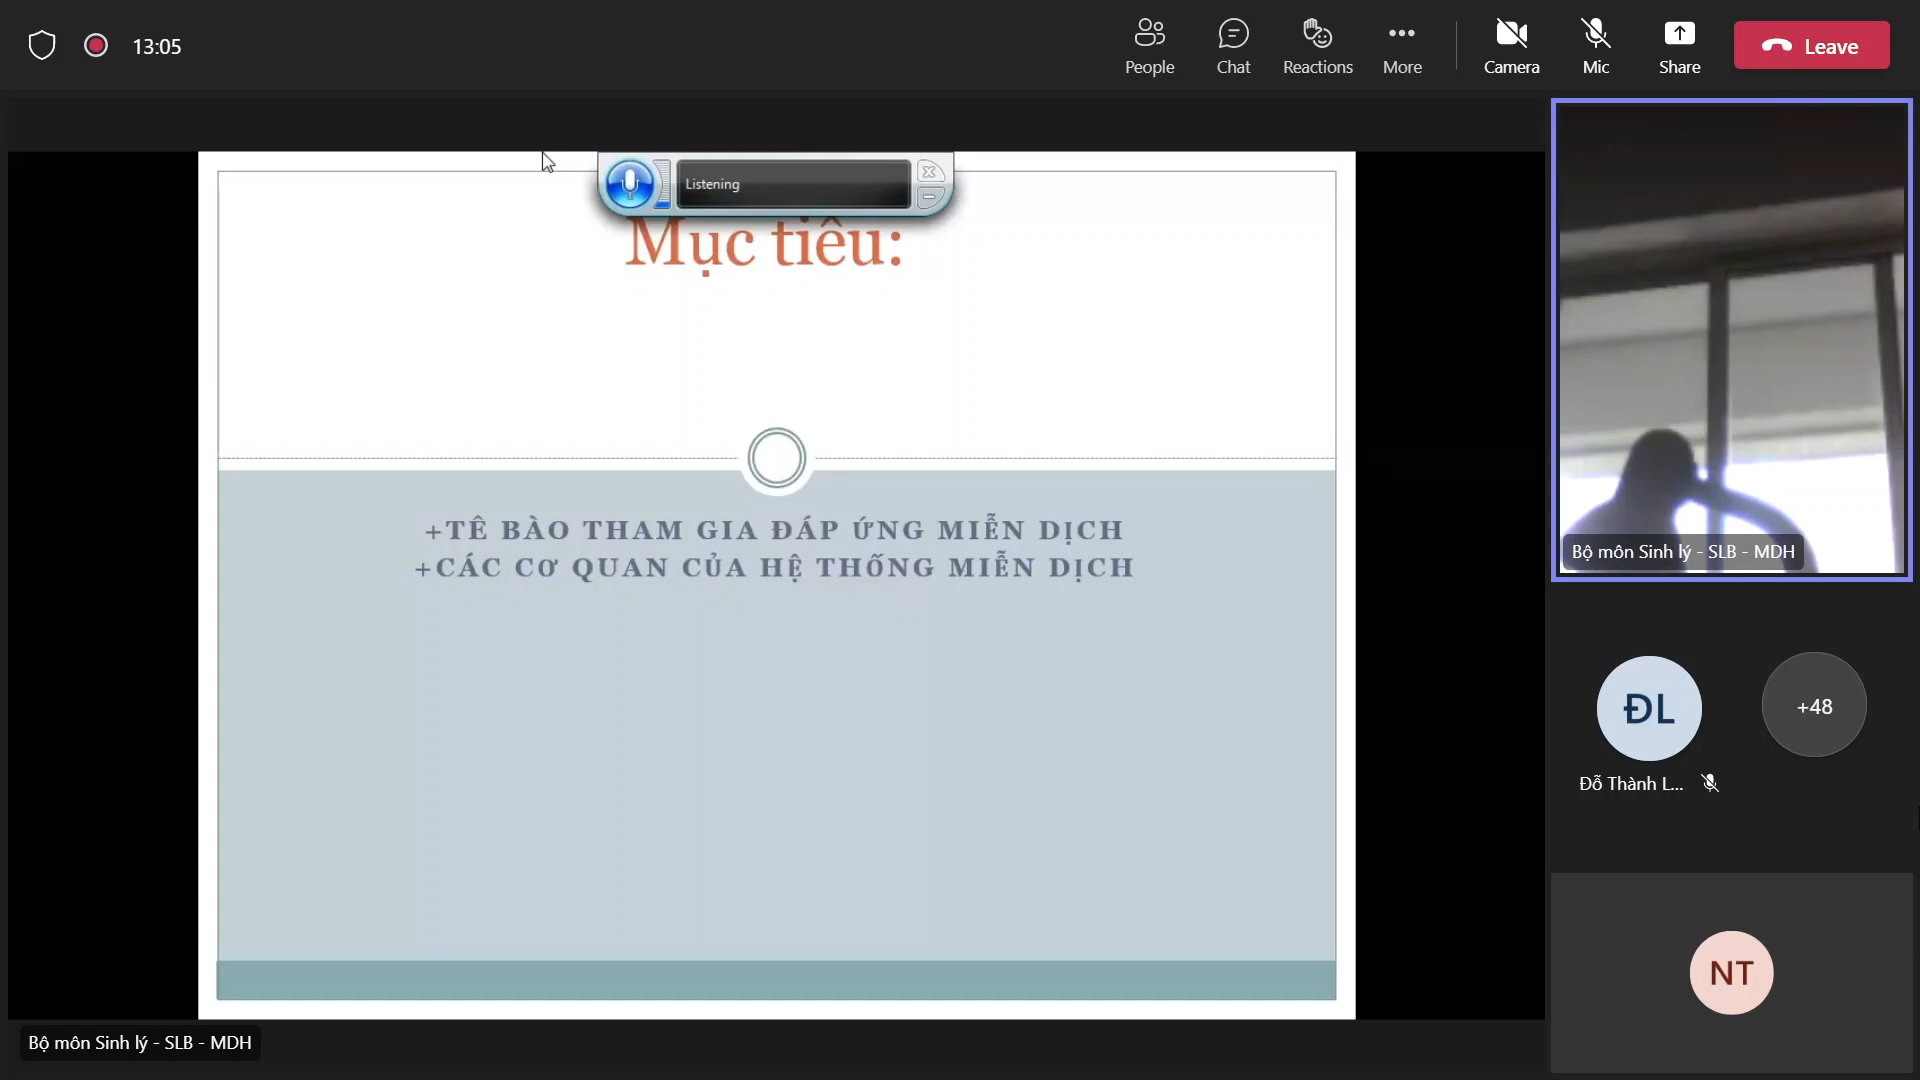 13:05
People
Chat
Reactions
More
Camera
Mic
Share
Leave
Listening
Mục tiêu:
+TÊ BÀO THAM GIA ĐÁP ỨNG MIỄN DỊCH
+CÁC CƠ QUAN CỦA HỆ THỐNG MIỄN DỊCH
Bộ môn Sinh lý - SLB - MDH
ĐL
+48
Đỗ Thành L...
NT
Bộ môn Sinh lý - SLB - MDH